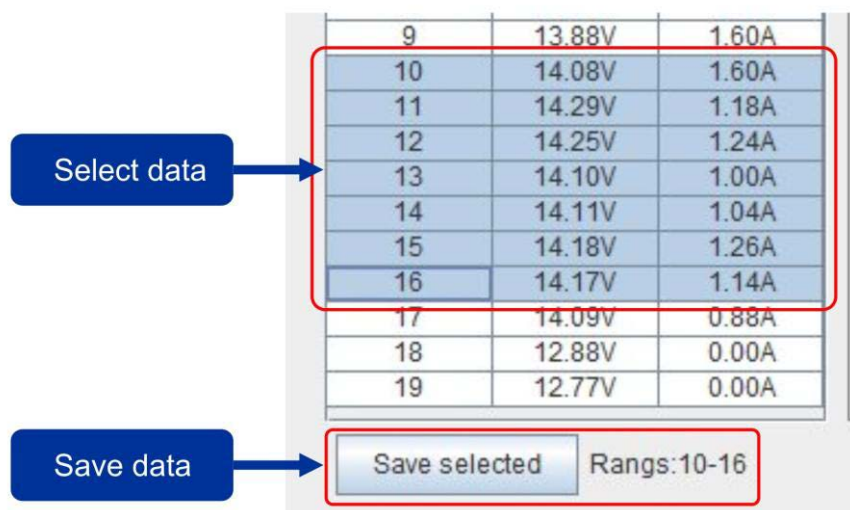 9 13.88V 1.60A
10 14.08V 1.60A
11 14.29V 1.18A
12 14.25V 1.24A
Select data
13 14.10V 1.00A
14 14.11V 1.04A
15 14.18V 1.26A
16 14.17V 1.14A
17 14.09V 0.88A
18 12.88V 0.00A
19 12.77V 0.00A
Save data
Save selected Rangs:10-16